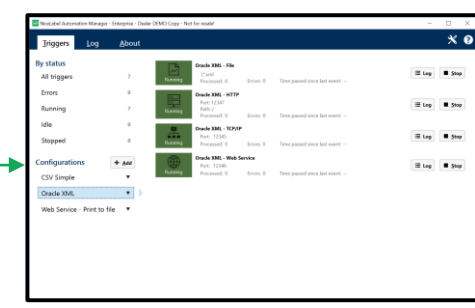 NiceLabel Automation Manager - Enterprise - Dealer DEMO Copy - Not for resale!
Triggers Log About
By status
All triggers 7
Errors 0
Running 7
Idle 0
Stopped 0
Configurations + Add
CSV Simple
Oracle XML
Web Service - Print to file
Running
Oracle XML - File
Processed: 0 Errors: 0 Time passed since last event: --
Log Stop
Running
Oracle XML - HTTP
Port: 12347
Path: /
Processed: 0 Errors: 0 Time passed since last event: --
Log Stop
Running
Oracle XML - TCP/IP
Port: 12345
Processed: 0 Errors: 0 Time passed since last event: --
Log Stop
Running
Oracle XML - Web Service
Port: 12346
Processed: 0 Errors: 0 Time passed since last event: --
Log Stop